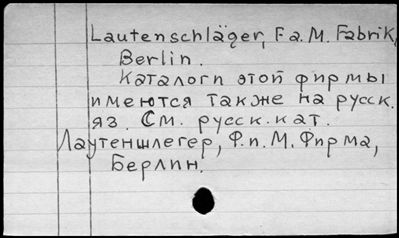 Lautenschläger, F. a. M. Fabrik,
Berlin.
Каталоги этой фирмы
имеются также на русск.
яз. См. русск. кат.
Лаутеншлегер, Ф. и. М. Фирма,
Берлин.